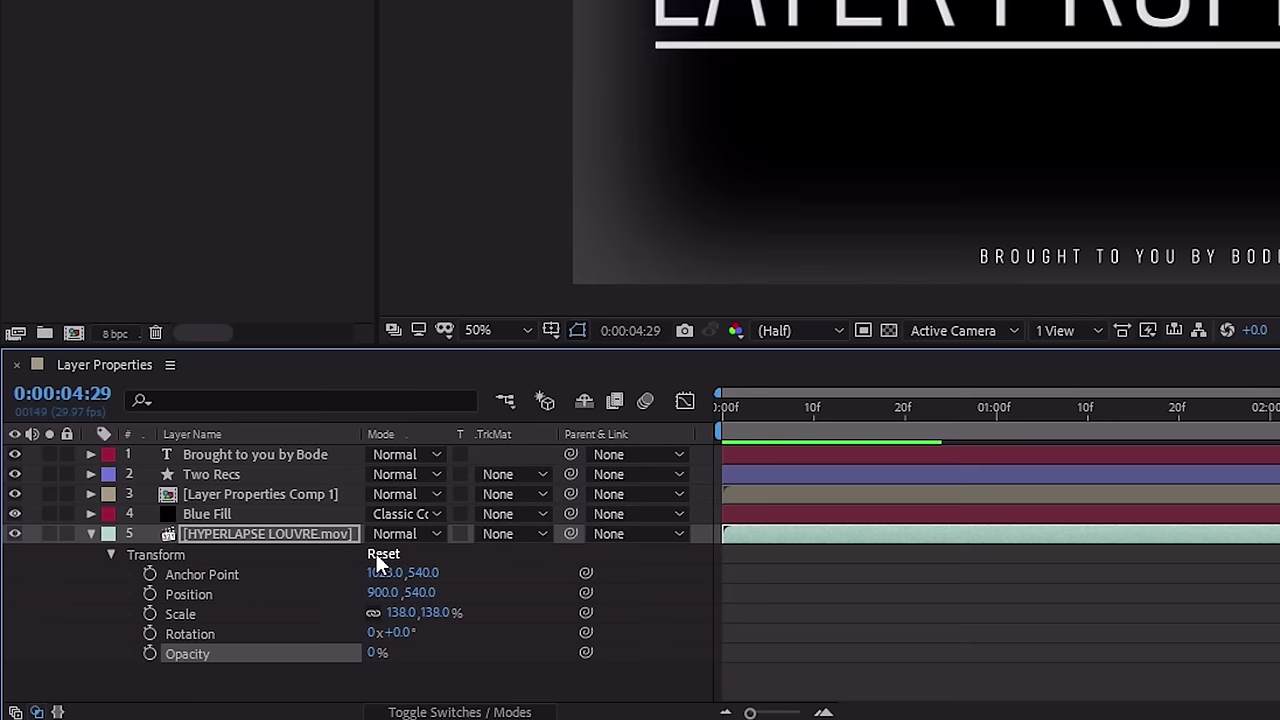 BROUGHT TO YOU BY
8 bpc
50%
0:00:04:29
(Half)
Active Camera
1 View
+0.0
Layer Properties
0:00:04:29
00149 (29.97 fps)
:00f 10f 20f 01:00f 10f 20f 02:00
# Layer Name Mode T .TrkMat Parent & Link
1 Brought to you by Bode Normal None
2 Two Recs Normal None None
3 [Layer Properties Comp 1] Normal None None
4 Blue Fill Classic Cc None None
5 [HYPERLAPSE LOUVRE.mov] Normal None None
Transform Reset
Anchor Point ,540.0
Position 900.0,540.0
Scale 138.0,138.0%
Rotation 0x+0.0°
Opacity 0%
Toggle Switches / Modes